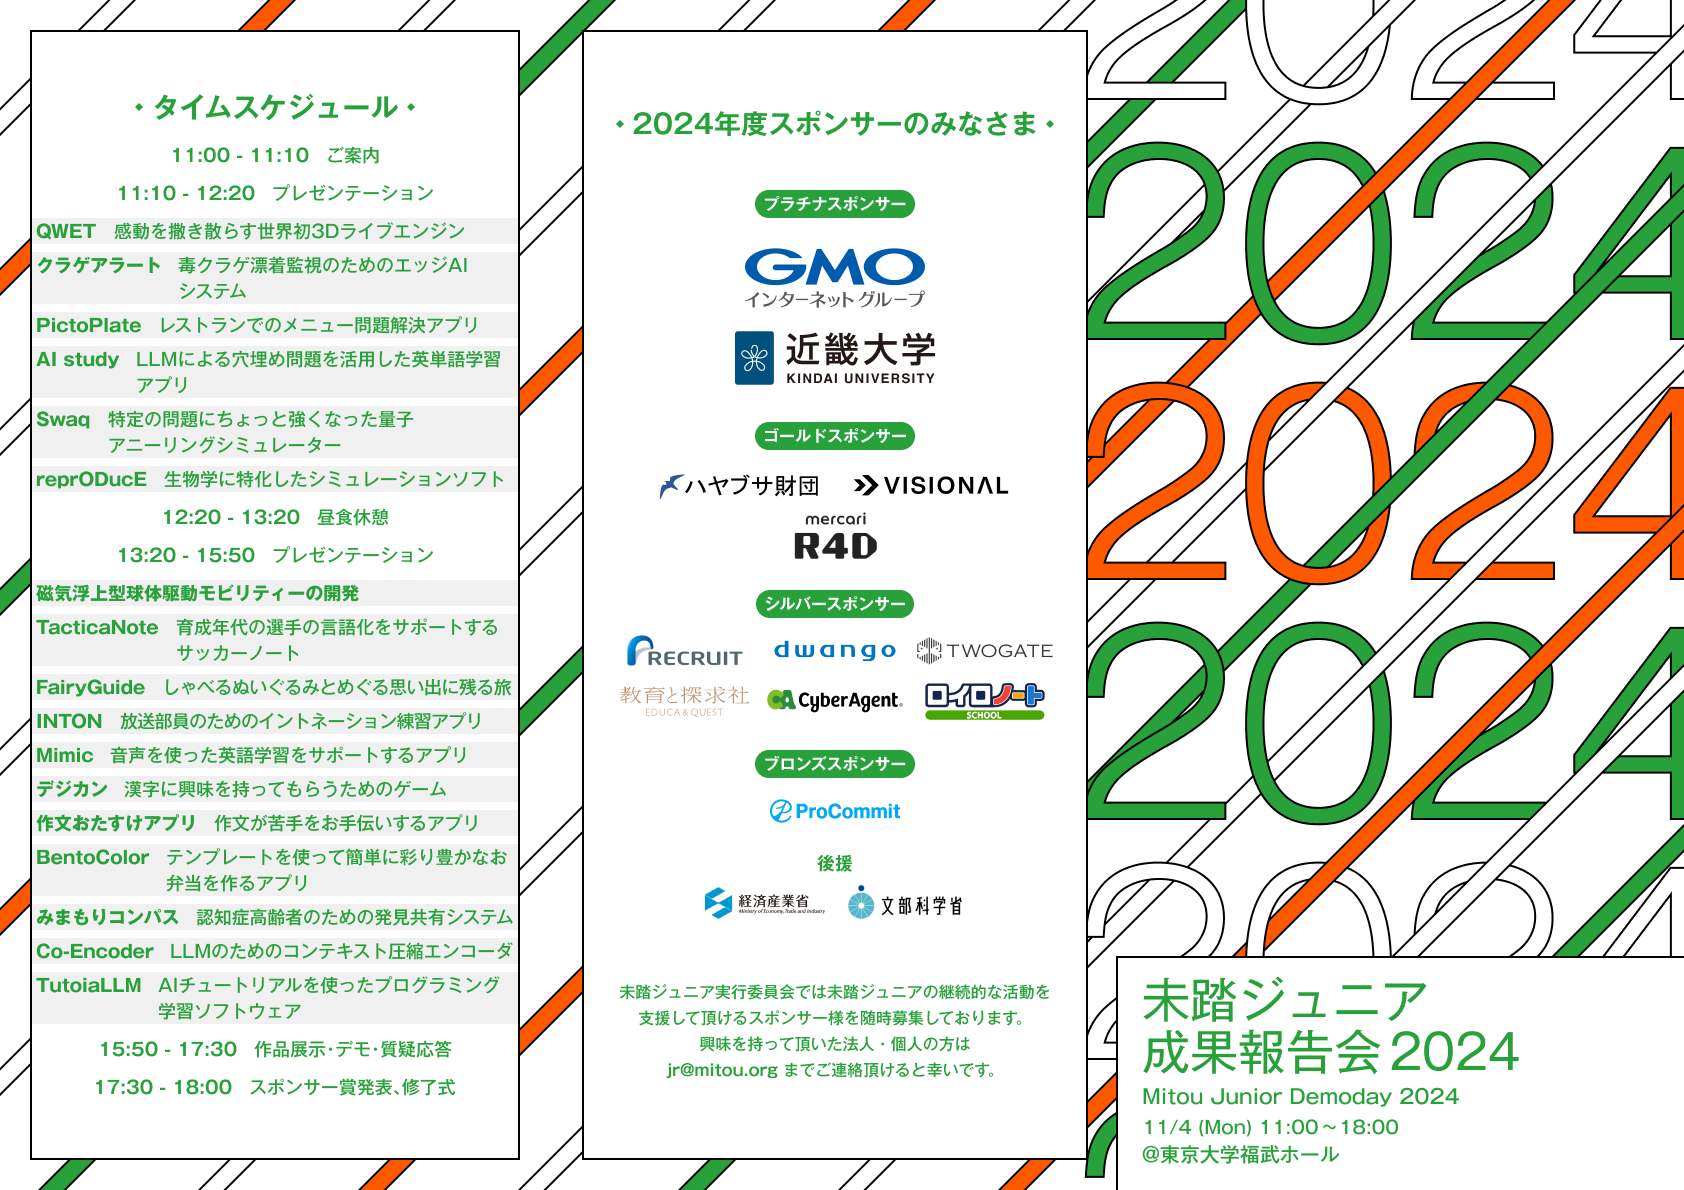 ・タイムスケジュール・
11:00 - 11:10 ご案内
11:10 - 12:20 プレゼンテーション
QWET 感動を撒き散らす世界初3Dライブエンジン
クラゲアラート 毒クラゲ漂着監視のためのエッジAI
システム
PictoPlate レストランでのメニュー問題解決アプリ
AI study LLMによる穴埋め問題を活用した英単語学習
アプリ
Swaq 特定の問題にちょっと強くなった量子
アニーリングシミュレーター
reprODucE 生物学に特化したシミュレーションソフト
12:20 - 13:20 昼食休憩
13:20 - 15:50 プレゼンテーション
磁気浮上型球体駆動モビリティーの開発
TacticaNote 育成年代の選手の言語化をサポートする
サッカーノート
FairyGuide しゃべるぬいぐるみとめぐる思い出に残る旅
INTON 放送部員のためのイントネーション練習アプリ
Mimic 音声を使った英語学習をサポートするアプリ
デジカン 漢字に興味を持ってもらうためのゲーム
作文おたすけアプリ 作文が苦手をお手伝いするアプリ
BentoColor テンプレートを使って簡単に彩り豊かなお
弁当を作るアプリ
みまもりコンパス 認知症高齢者のための発見共有システム
Co-Encoder LLMのためのコンテキスト圧縮エンコーダ
TutoiaLLM AIチュートリアルを使ったプログラミング
学習ソフトウェア
15:50 - 17:30 作品展示・デモ・質疑応答
17:30 - 18:00 スポンサー賞発表、修了式
・2024年度スポンサーのみなさま・
プラチナスポンサー
GMO
インターネット グループ
近畿大学
KINDAI UNIVERSITY
ゴールドスポンサー
ハヤブサ財団 VISIONAL
mercari
R4D
シルバースポンサー
RECRUIT dwango TWOGATE
教育と探求社 CyberAgent. ロイロノート
EDUCA & QUEST SCHOOL
ブロンズスポンサー
ProCommit
後援
経済産業省 文部科学省
Ministry of Economy, Trade and Industry
未踏ジュニア実行委員会では未踏ジュニアの継続的な活動を
支援して頂けるスポンサー様を随時募集しております。
興味を持って頂いた法人・個人の方は
jr@mitou.org までご連絡頂けると幸いです。
2024
2024
2024
2024
2024
未踏ジュニア
成果報告会 2024
Mitou Junior Demoday 2024
11/4 (Mon) 11:00～18:00
@東京大学福武ホール